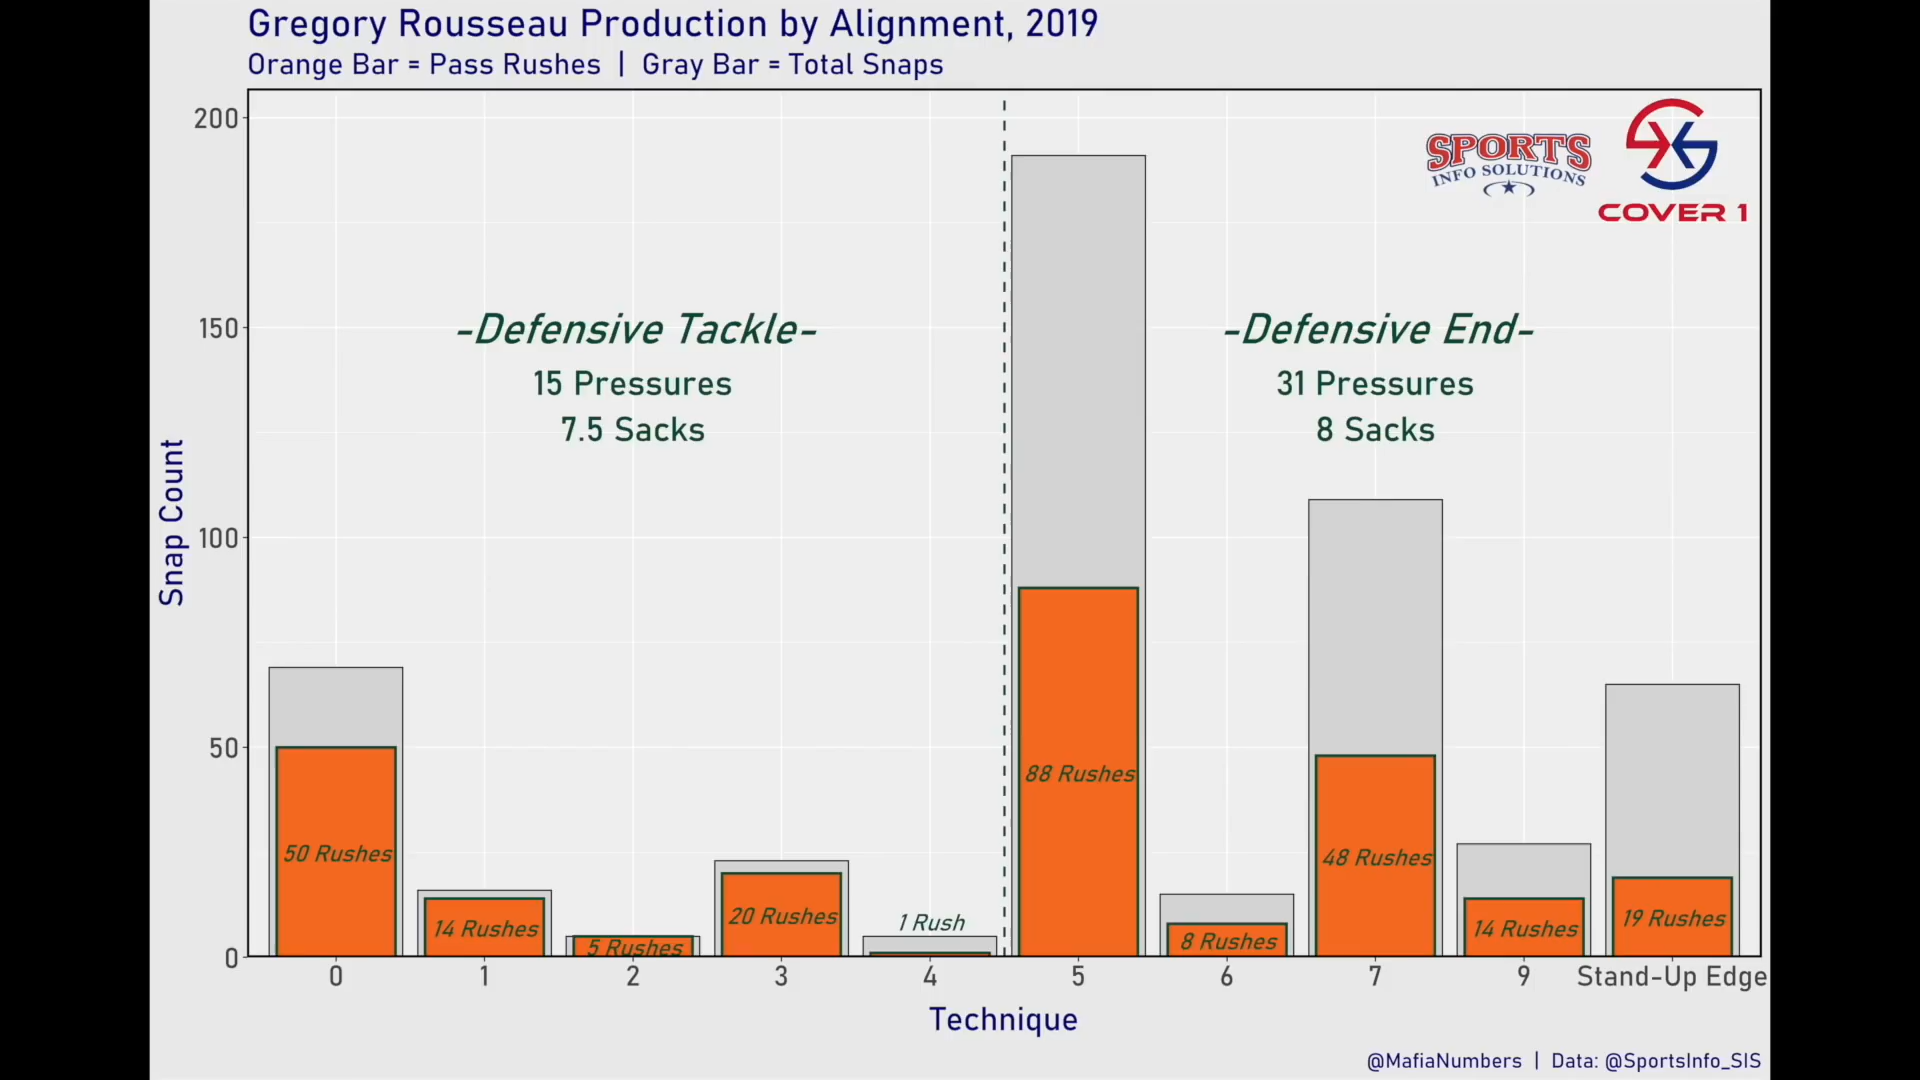 Gregory Rousseau Production by Alignment, 2019
Orange Bar = Pass Rushes | Gray Bar = Total Snaps
SPORTS
INFO SOLUTIONS
COVER 1
200
150
100
50
0
Snap Count
-Defensive Tackle-
15 Pressures
7.5 Sacks
-Defensive End-
31 Pressures
8 Sacks
50 Rushes
14 Rushes
5 Rushes
20 Rushes
1 Rush
88 Rushes
8 Rushes
48 Rushes
14 Rushes
19 Rushes
0 1 2 3 4 5 6 7 9 Stand-Up Edge
Technique
@MafiaNumbers | Data: @SportsInfo_SIS